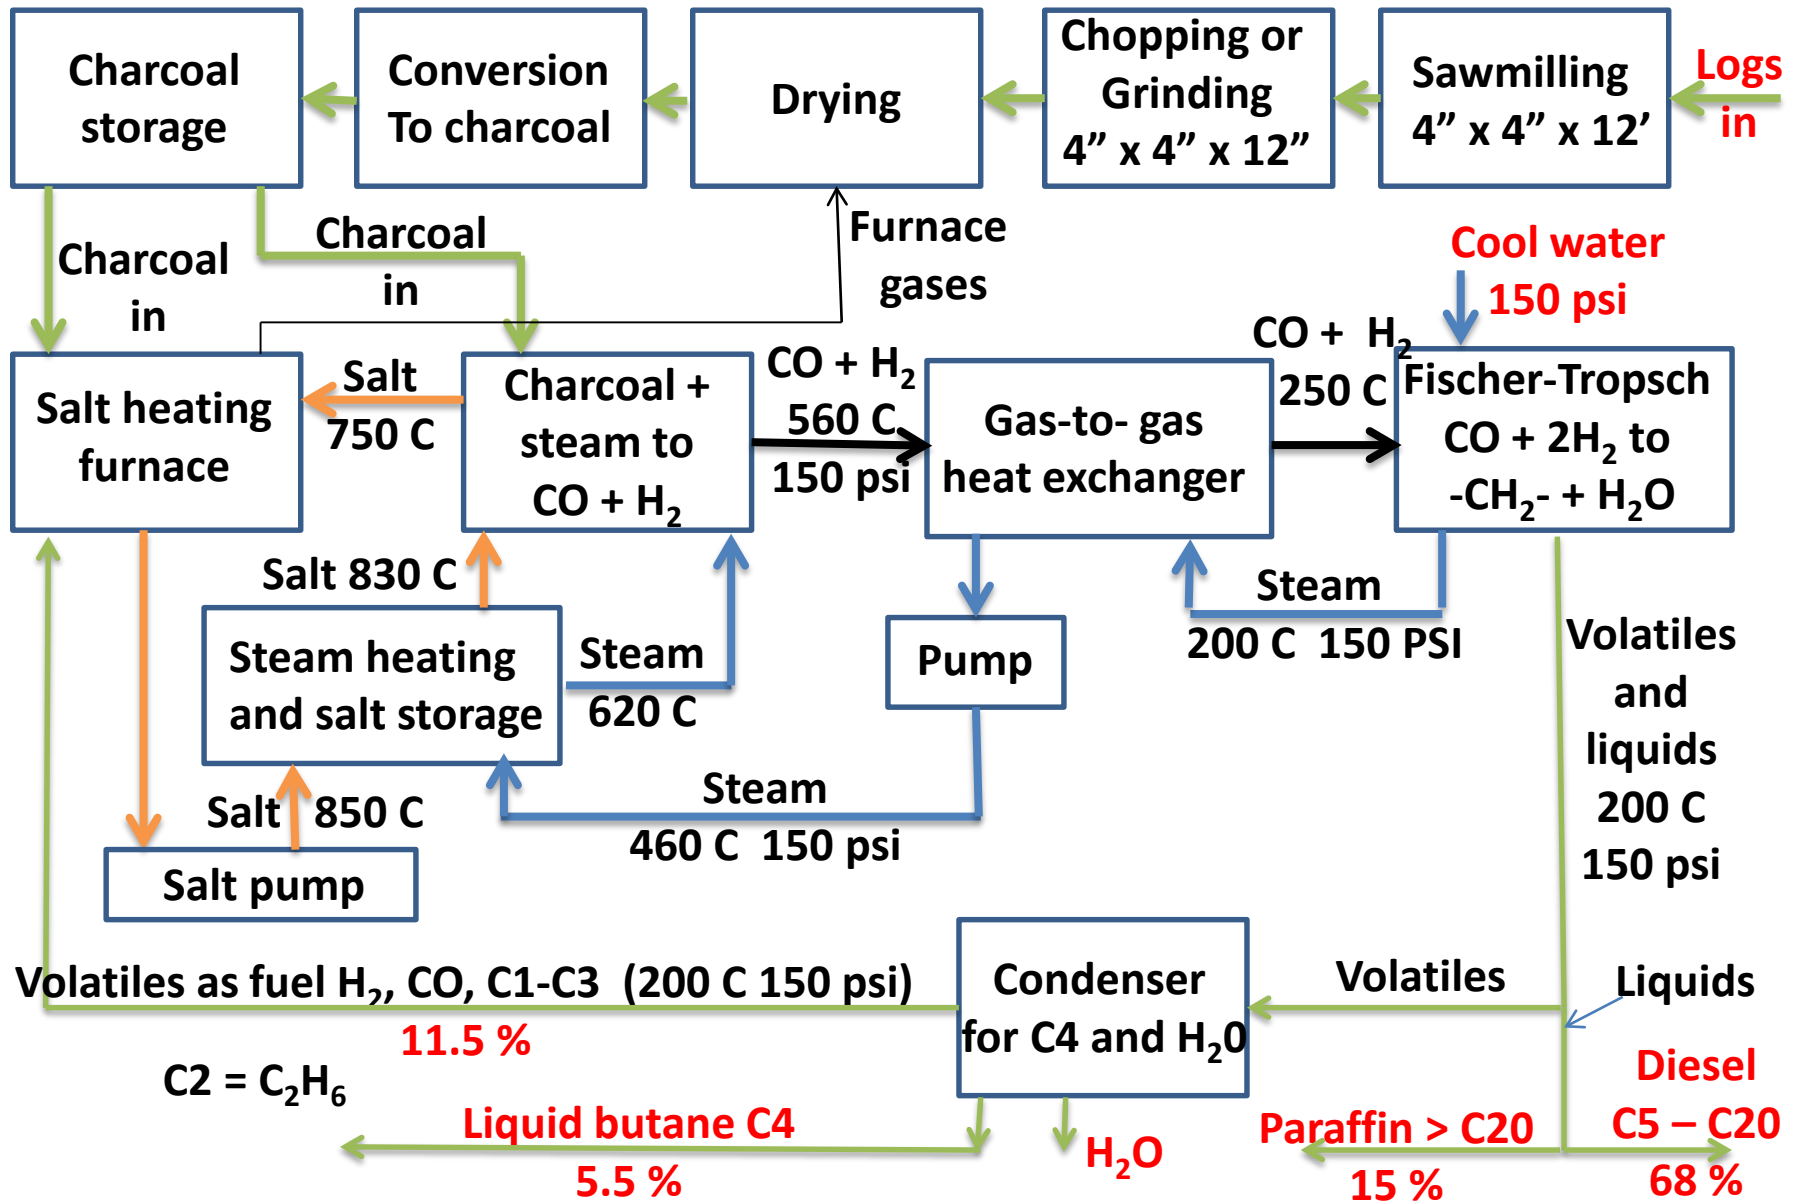 Charcoal
storage
Conversion
To charcoal
Drying
Chopping or
Grinding
4” x 4” x 12”
Sawmilling
4” x 4” x 12’
Logs
in
Charcoal
in
Charcoal
in
Furnace
gases
Cool water
150 psi
Salt heating
furnace
Salt
750 C
Charcoal +
steam to
CO + H₂
CO + H₂
560 C
150 psi
Gas-to- gas
heat exchanger
CO + H₂
250 C
Fischer-Tropsch
CO + 2H₂ to
-CH₂- + H₂O
Salt 830 C
Steam heating
and salt storage
Steam
620 C
Pump
Steam
200 C 150 PSI
Volatiles
and
liquids
200 C
150 psi
Salt 850 C
Salt pump
Steam
460 C 150 psi
Volatiles as fuel H₂, CO, C1-C3 (200 C 150 psi)
11.5 %
Condenser
for C4 and H₂0
Volatiles
Liquids
C2 = C₂H₆
Liquid butane C4
5.5 %
H₂O
Paraffin > C20
15 %
Diesel
C5 – C20
68 %